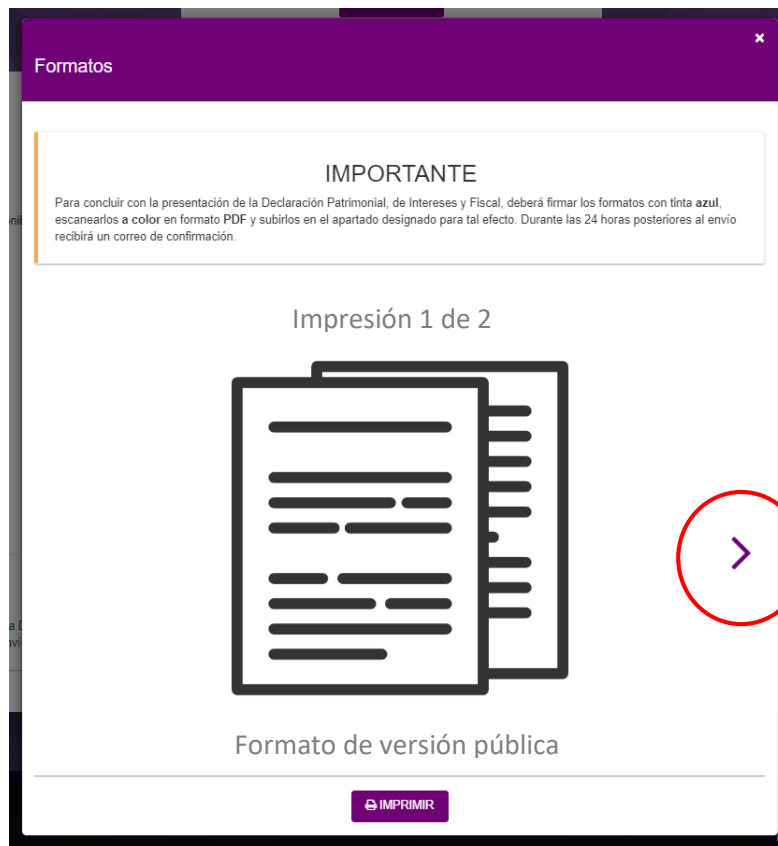 ×
Formatos
IMPORTANTE
Para concluir con la presentación de la Declaración Patrimonial, de Intereses y Fiscal, deberá firmar los formatos con tinta azul,
escanearlos a color en formato PDF y subirlos en el apartado designado para tal efecto. Durante las 24 horas posteriores al envío
recibirá un correo de confirmación.
Impresión 1 de 2
Formato de versión pública
IMPRIMIR